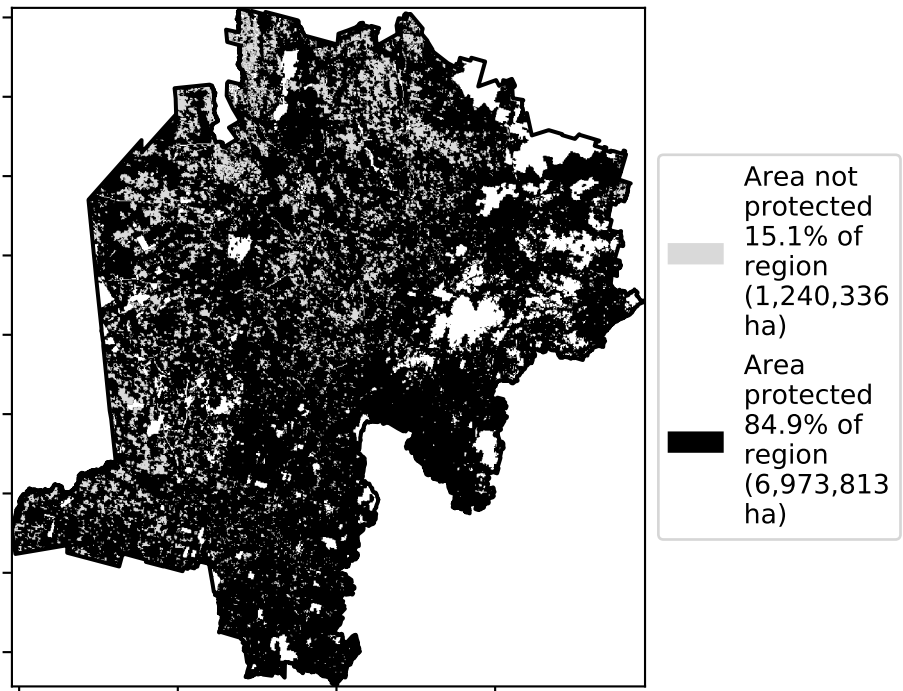 Area not
protected
15.1% of
region
(1,240,336
ha)
Area
protected
84.9% of
region
(6,973,813
ha)